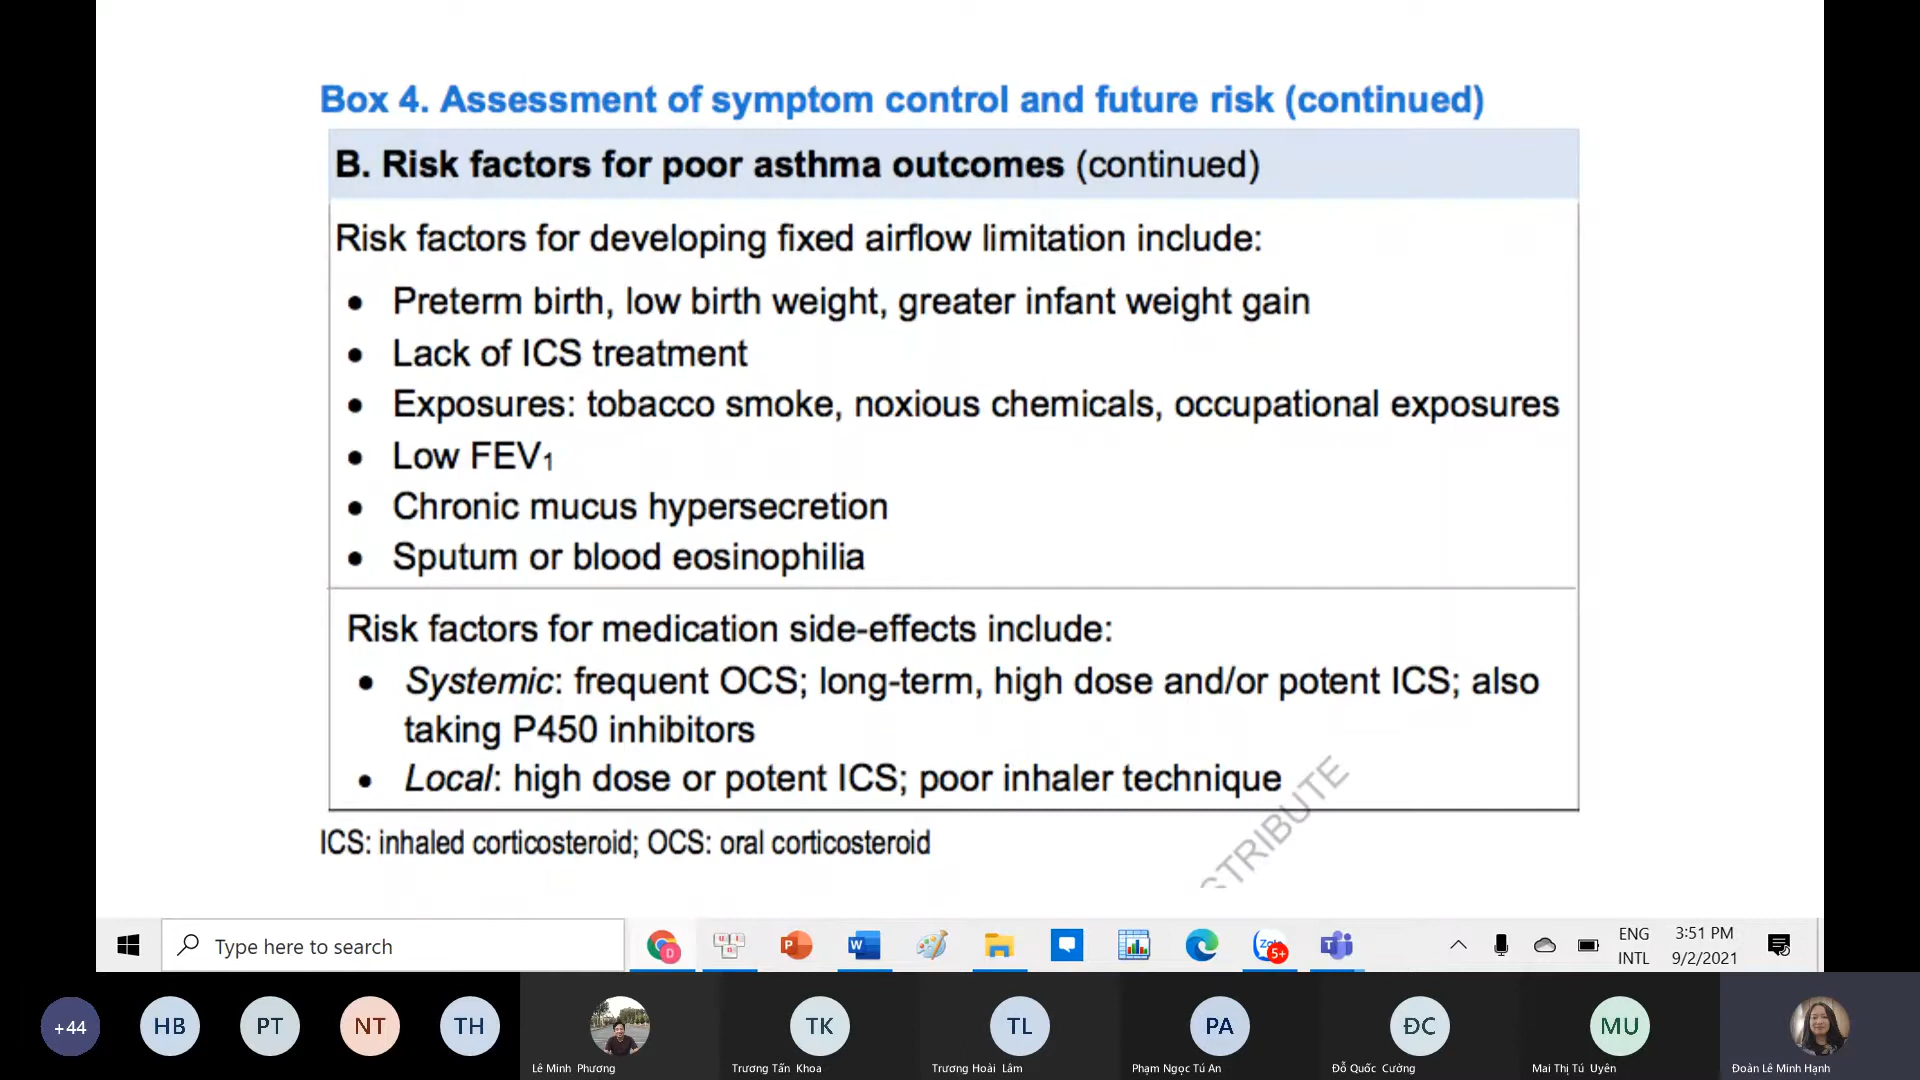 Box 4. Assessment of symptom control and future risk (continued)
B. Risk factors for poor asthma outcomes (continued)
Risk factors for developing fixed airflow limitation include:
• Preterm birth, low birth weight, greater infant weight gain
• Lack of ICS treatment
• Exposures: tobacco smoke, noxious chemicals, occupational exposures
• Low FEV₁
• Chronic mucus hypersecretion
• Sputum or blood eosinophilia
Risk factors for medication side-effects include:
• Systemic: frequent OCS; long-term, high dose and/or potent ICS; also
taking P450 inhibitors
• Local: high dose or potent ICS; poor inhaler technique
STRIBUTE
ICS: inhaled corticosteroid; OCS: oral corticosteroid
Type here to search
D
P
W
Zalo
5+
T
ENG
INTL
3:51 PM
9/2/2021
+44
HB
PT
NT
TH
TK
TL
PA
ĐC
MU
Lê Minh Phương
Trương Tấn Khoa
Trương Hoài Lâm
Phạm Ngọc Tú An
Đỗ Quốc Cường
Mai Thị Tú Uyên
Đoàn Lê Minh Hạnh